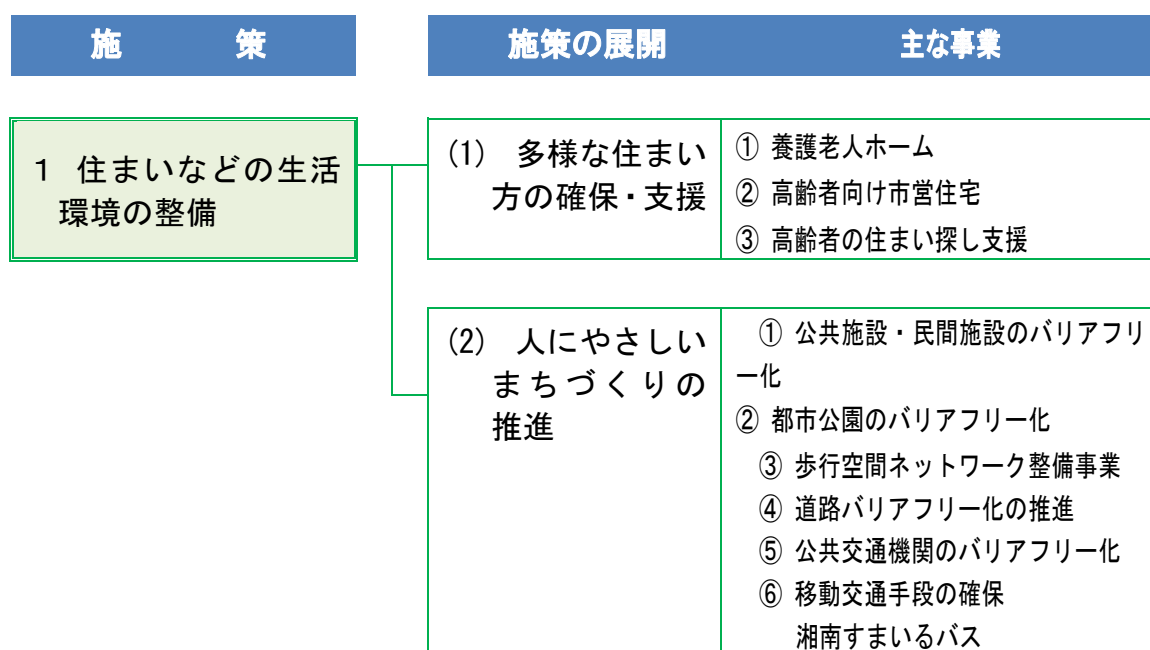 施　策
施策の展開
主な事業
1 住まいなどの生活
環境の整備
(1) 多様な住まい
方の確保・支援
① 養護老人ホーム
② 高齢者向け市営住宅
③ 高齢者の住まい探し支援
(2) 人にやさしい
まちづくりの
推進
① 公共施設・民間施設のバリアフリ
ー化
② 都市公園のバリアフリー化
③ 歩行空間ネットワーク整備事業
④ 道路バリアフリー化の推進
⑤ 公共交通機関のバリアフリー化
⑥ 移動交通手段の確保
湘南すまいるバス